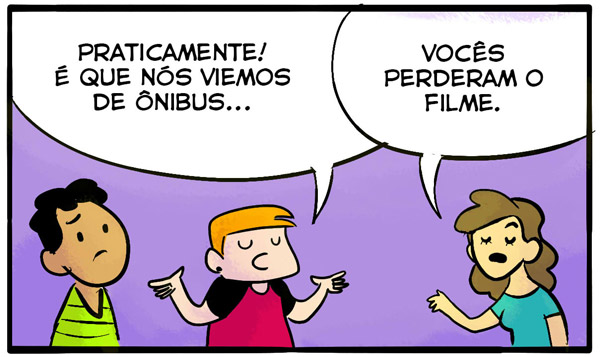 PRATICAMENTE!
É QUE NÓS VIEMOS
DE ÔNIBUS...
VOCÊS
PERDERAM O
FILME.